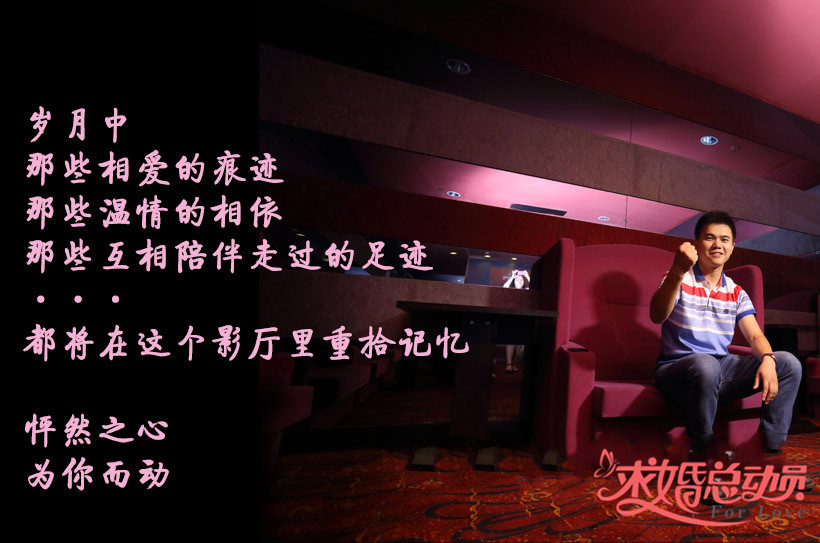 岁月中
那些相爱的痕迹
那些温情的相依
那些互相陪伴走过的足迹
···
都将在这个影厅里重拾记忆
怦然之心
为你而动
求婚总动员
For Love